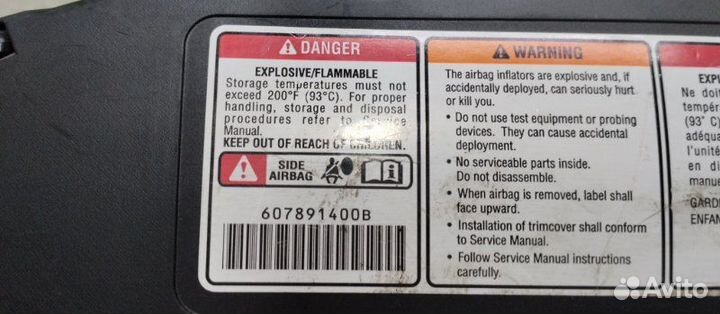 DANGER
EXPLOSIVE/FLAMMABLE
Storage temperatures must not
exceed 200°F (93°C). For proper
handling, storage and disposal
procedures refer to Service
Manual.
KEEP OUT OF REACH OF CHILDREN.
SIDE
AIRBAG
607891400B
WARNING
The airbag inflators are explosive and, if
accidentally deployed, can seriously hurt
or kill you.
• Do not use test equipment or probing
devices. They can cause accidental
deployment.
• No serviceable parts inside.
Do not disassemble.
• When airbag is removed, label shall
face upward.
• Installation of trimcover shall conform
to Service Manual.
• Follow Service Manual instructions
carefully.
EXPL
Ne doit
tempér
(93° C)
adéqua
l'unité
en di
manue
GARDE
ENFAN
Avito